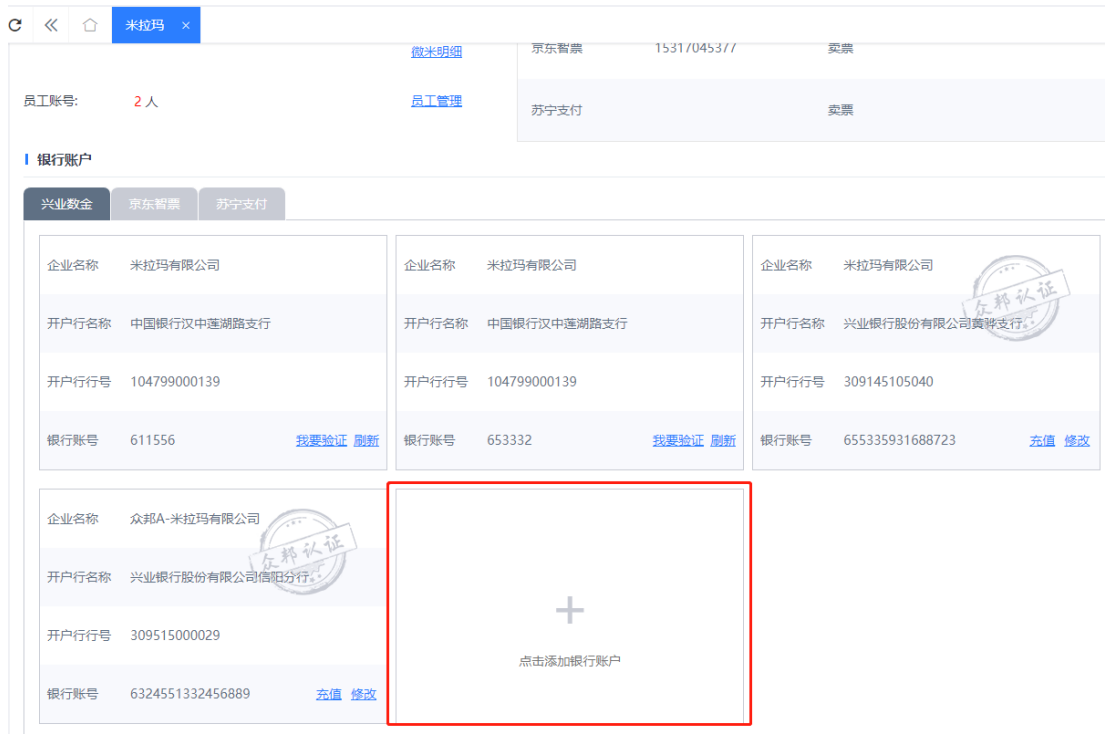 米拉玛 ×
微米明细
京东智票 15317045377 卖票
员工账号: 2 人 员工管理
苏宁支付 卖票
银行账户
兴业数金 京东智票 苏宁支付
企业名称 米拉玛有限公司
开户行名称 中国银行汉中莲湖路支行
开户行行号 104799000139
银行账号 611556 我要验证 刷新
企业名称 米拉玛有限公司
开户行名称 中国银行汉中莲湖路支行
开户行行号 104799000139
银行账号 653332 我要验证 刷新
企业名称 米拉玛有限公司
众邦认证
开户行名称 兴业银行股份有限公司黄骅支行
开户行行号 309145105040
银行账号 655335931688723 充值 修改
企业名称 众邦A-米拉玛有限公司
众邦认证
开户行名称 兴业银行股份有限公司信阳分行
开户行行号 309515000029
银行账号 6324551332456889 充值 修改
点击添加银行账户